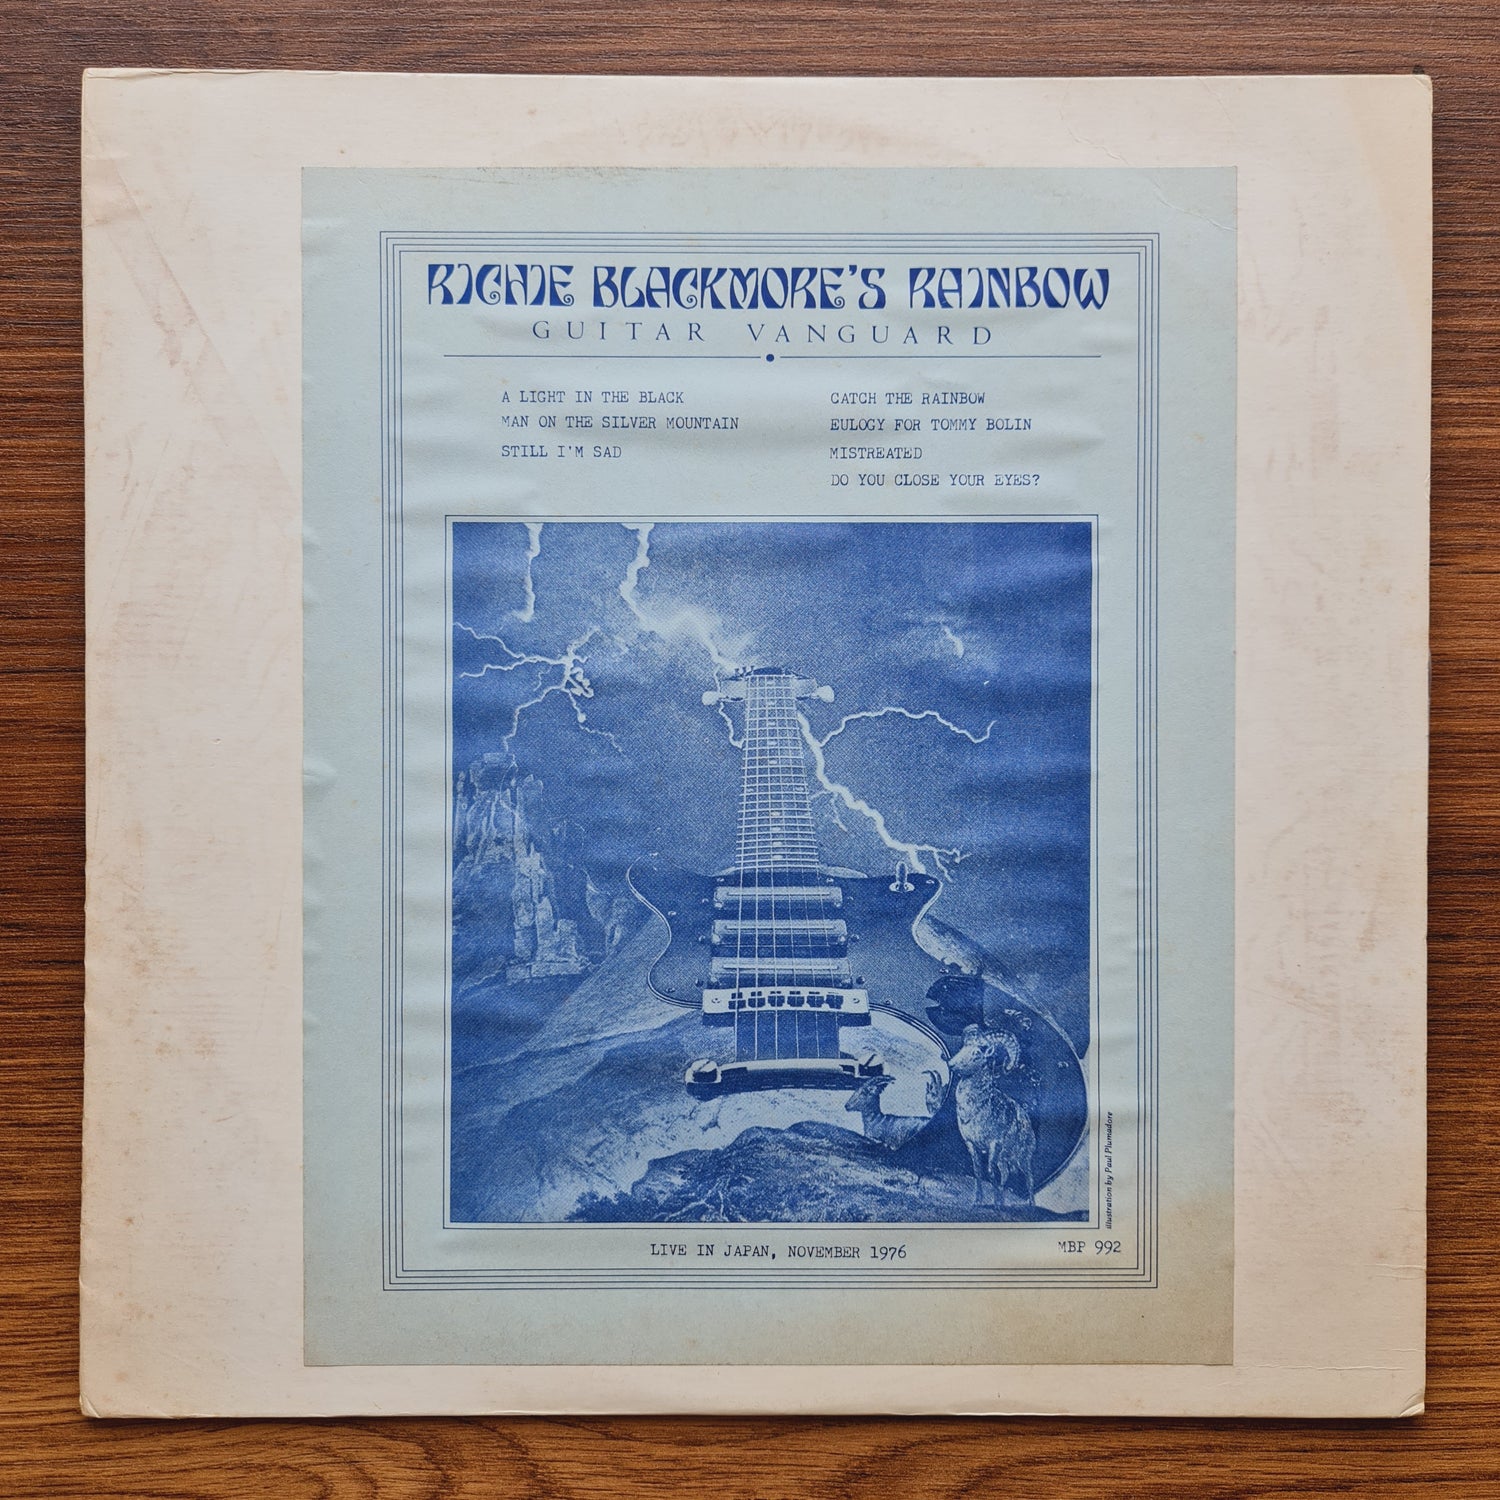 RICHIE BLACKMORE'S RAINBOW
GUITAR VANGUARD
A LIGHT IN THE BLACK
MAN ON THE SILVER MOUNTAIN
STILL I'M SAD
CATCH THE RAINBOW
EULOGY FOR TOMMY BOLIN
MISTREATED
DO YOU CLOSE YOUR EYES?
illustration by Paul Plumadore
LIVE IN JAPAN, NOVEMBER 1976
MBP 992